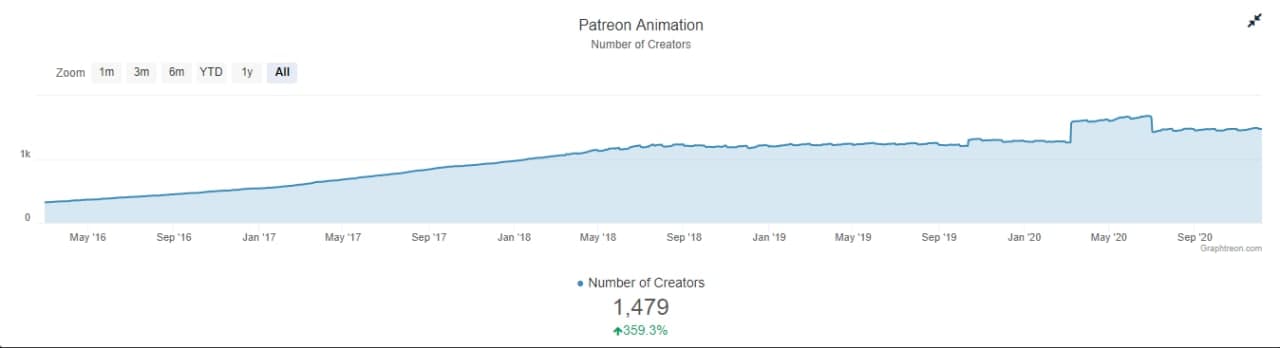 Patreon Animation
Number of Creators
Zoom 1m 3m 6m YTD 1y All
1k
0
May '16 Sep '16 Jan '17 May '17 Sep '17 Jan '18 May '18 Sep '18 Jan '19 May '19 Sep '19 Jan '20 May '20 Sep '20
Graphtreon.com
Number of Creators
1,479
359.3%